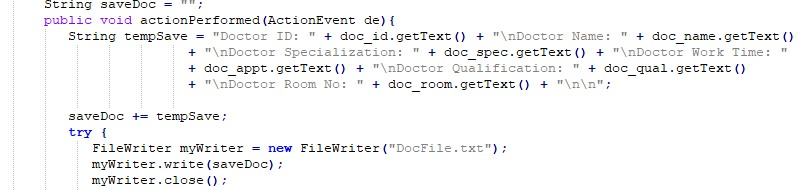 String saveDoc = "";
public void actionPerformed(ActionEvent de){
String tempSave = "Doctor ID: " + doc_id.getText() + "\nDoctor Name: " + doc_name.getText()
+ "\nDoctor Specialization: " + doc_spec.getText() + "\nDoctor Work Time: "
+ doc_appt.getText() + "\nDoctor Qualification: " + doc_qual.getText()
+ "\nDoctor Room No: " + doc_room.getText() + "\n\n";
saveDoc += tempSave;
try {
FileWriter myWriter = new FileWriter("DocFile.txt");
myWriter.write(saveDoc);
myWriter.close();